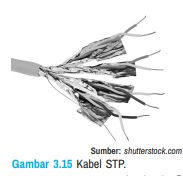 Sumber: shutterstock.com
Gambar 3.15 Kabel STP.